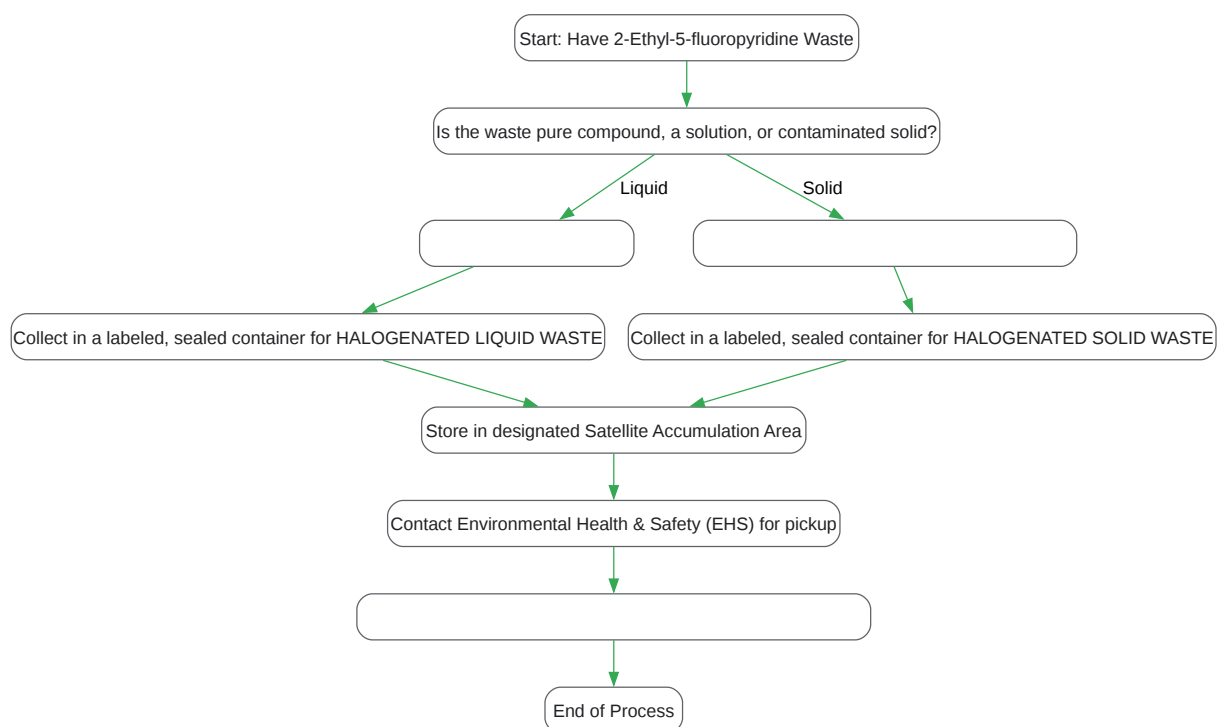 Start: Have 2-Ethyl-5-fluoropyridine Waste
Is the waste pure compound, a solution, or contaminated solid?
Liquid
Solid
Collect in a labeled, sealed container for HALOGENATED LIQUID WASTE
Collect in a labeled, sealed container for HALOGENATED SOLID WASTE
Store in designated Satellite Accumulation Area
Contact Environmental Health & Safety (EHS) for pickup
End of Process